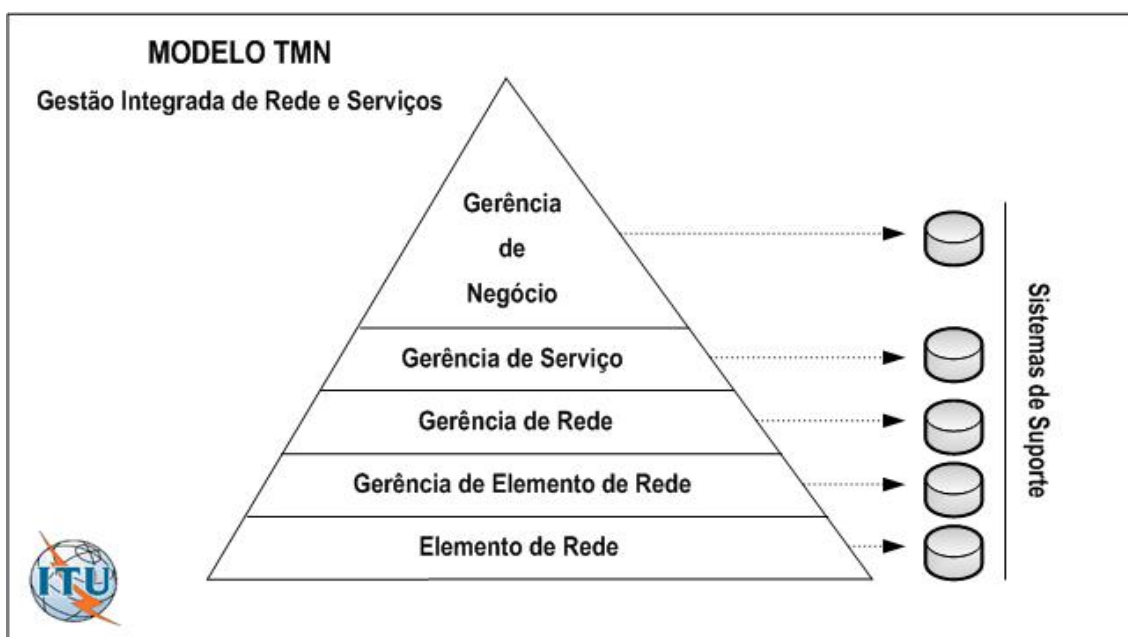 MODELO TMN
Gestão Integrada de Rede e Serviços
Gerência
de
Negócio
Gerência de Serviço
Gerência de Rede
Gerência de Elemento de Rede
Elemento de Rede
Sistemas de Suporte
ITU